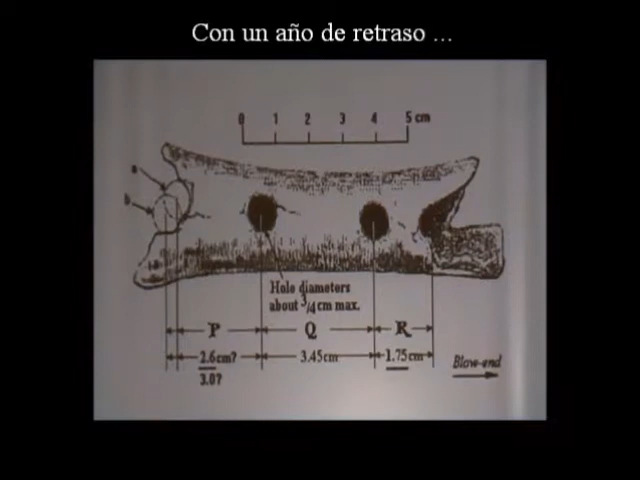 Con un año de retraso ...
0 1 2 3 4 5 cm
a
b
Hole diameters
about 3/4 cm max.
P Q R
2.6cm? 3.45cm 1.75cm
3.0?
Blow-end